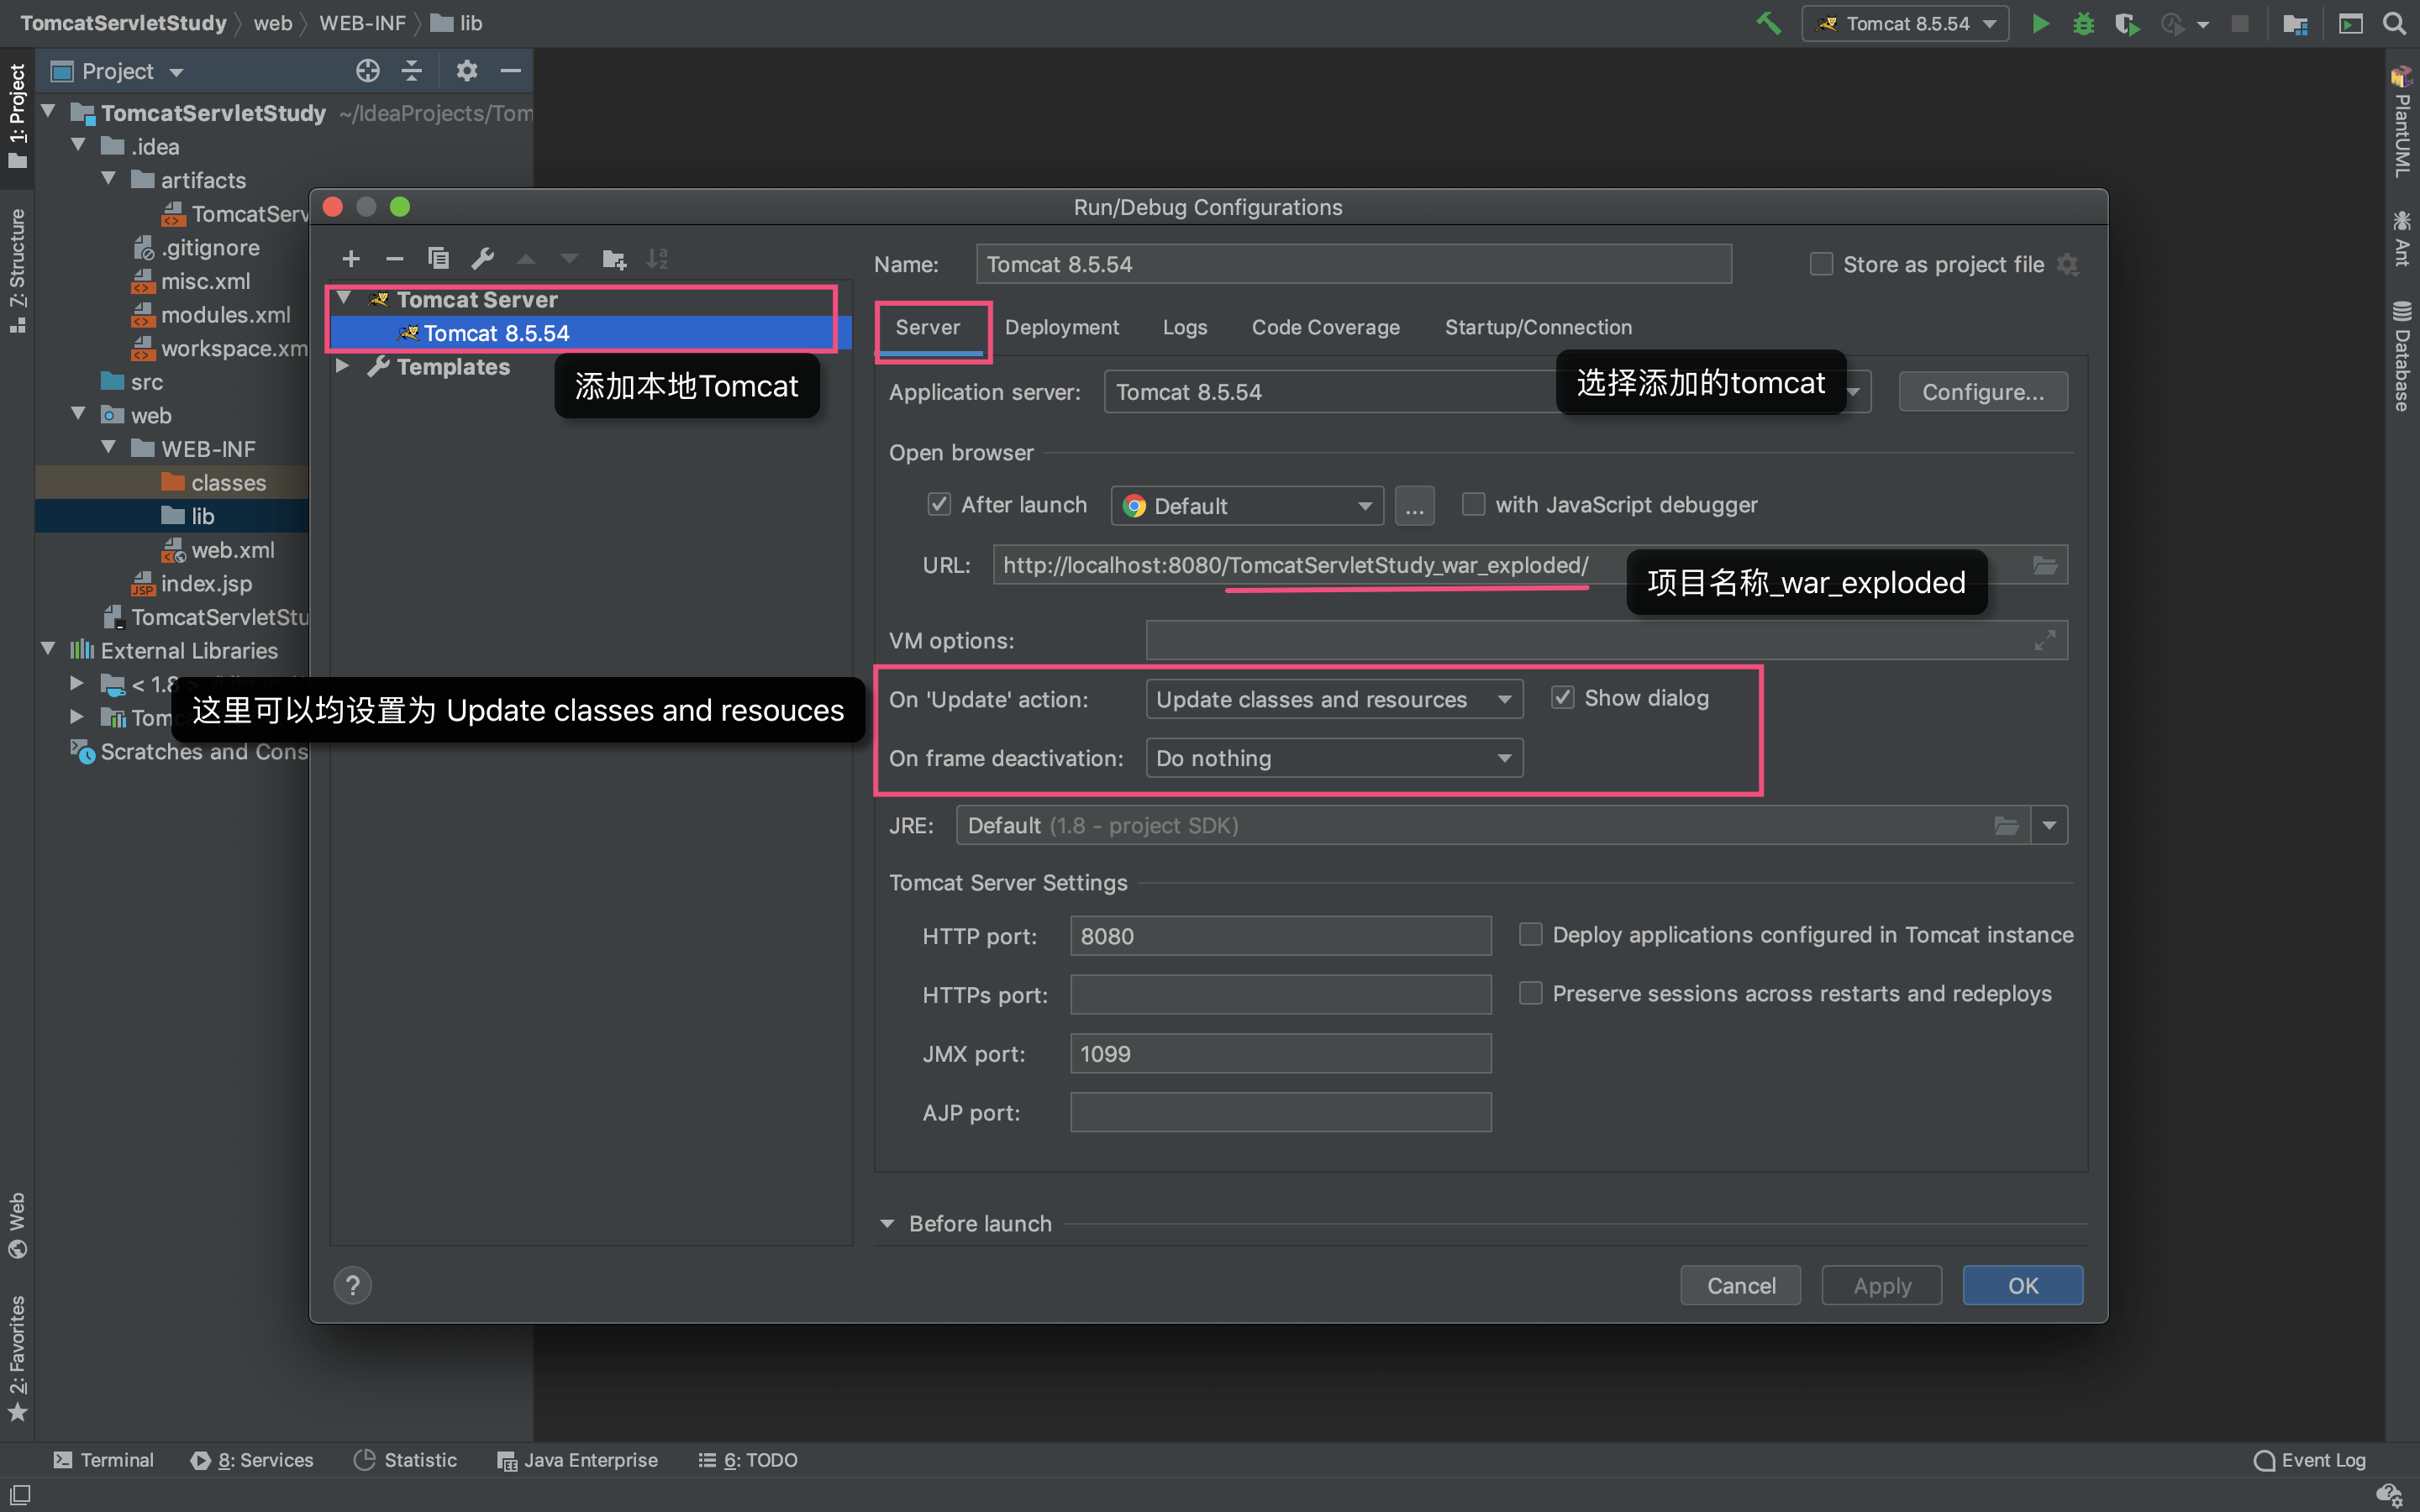 TomcatServletStudy web WEB-INF lib
Tomcat 8.5.54
Project
TomcatServletStudy ~/IdeaProjects/Tom
.idea
artifacts
TomcatServ
.gitignore
misc.xml
modules.xml
workspace.xm
src
web
WEB-INF
classes
lib
web.xml
index.jsp
TomcatServletStu
External Libraries
< 1.8
Tomc
Scratches and Cons
1: Project
7: Structure
Web
2: Favorites
Run/Debug Configurations
Tomcat Server
Tomcat 8.5.54
Templates
添加本地Tomcat
Name: Tomcat 8.5.54 Store as project file
Server Deployment Logs Code Coverage Startup/Connection
Application server: Tomcat 8.5.54 选择添加的tomcat Configure...
Open browser
After launch Default ... with JavaScript debugger
URL: http://localhost:8080/TomcatServletStudy_war_exploded/
项目名称_war_exploded
VM options:
这里可以均设置为 Update classes and resouces
On 'Update' action: Update classes and resources Show dialog
On frame deactivation: Do nothing
JRE: Default (1.8 - project SDK)
Tomcat Server Settings
HTTP port: 8080 Deploy applications configured in Tomcat instance
HTTPs port: Preserve sessions across restarts and redeploys
JMX port: 1099
AJP port:
Before launch
? Cancel Apply OK
PlantUML
Ant
Database
Terminal 8: Services Statistic Java Enterprise 6: TODO Event Log